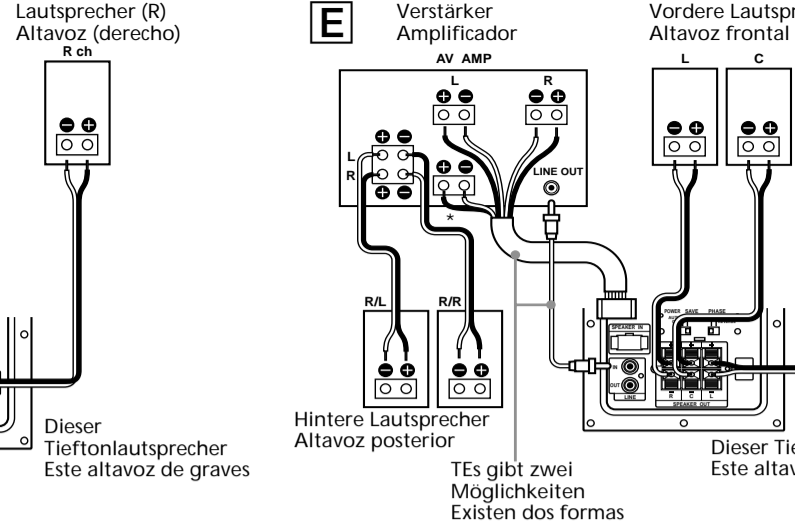 Lautsprecher (R)
Altavoz (derecho)
R ch
Dieser
Tieftonlautsprecher
Este altavoz de graves
E
Verstärker
Amplificador
AV AMP
L
R
L
R
LINE OUT
*
R/L
R/R
Hintere Lautsprecher
Altavoz posterior
TEs gibt zwei
Möglichkeiten
Existen dos formas
Vordere Lautspr
Altavoz frontal
L
C
POWER SAVE PHASE
SPEAKER IN
IN
OUT
LINE
R C L
SPEAKER OUT
Dieser Tie
Este altav